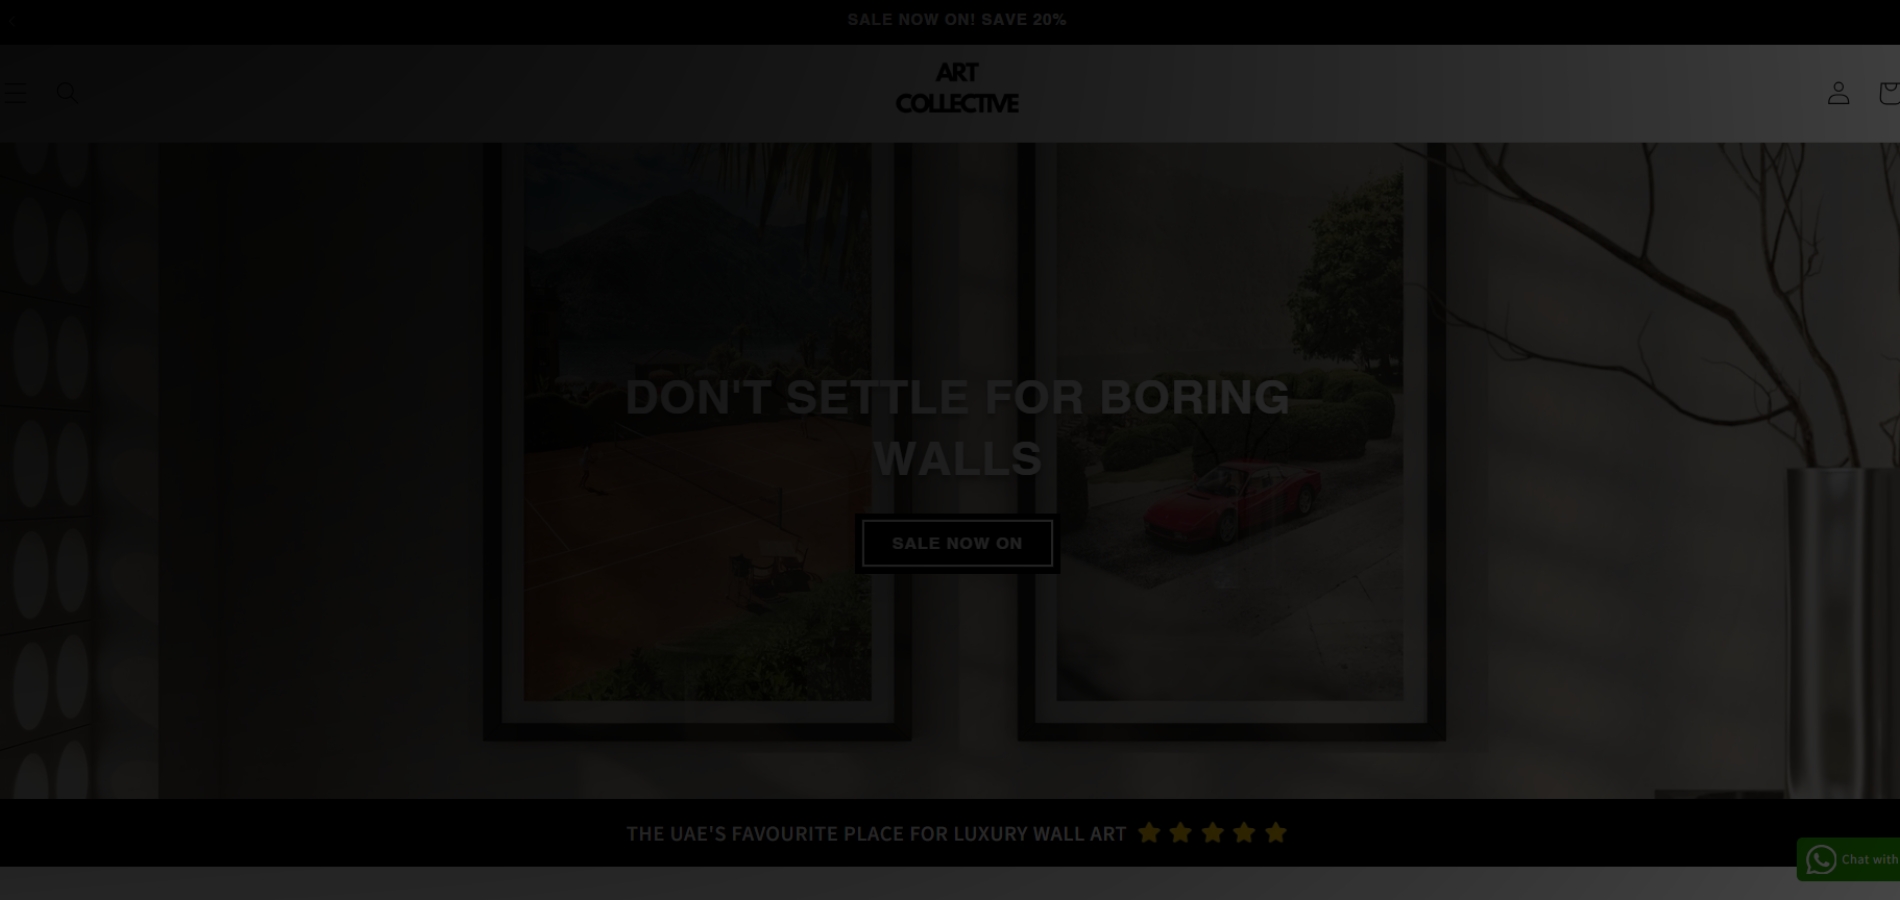 SALE NOW ON! SAVE 20%
ART
COLLECTIVE
DON'T SETTLE FOR BORING
WALLS
SALE NOW ON
THE UAE'S FAVOURITE PLACE FOR LUXURY WALL ART
Chat with